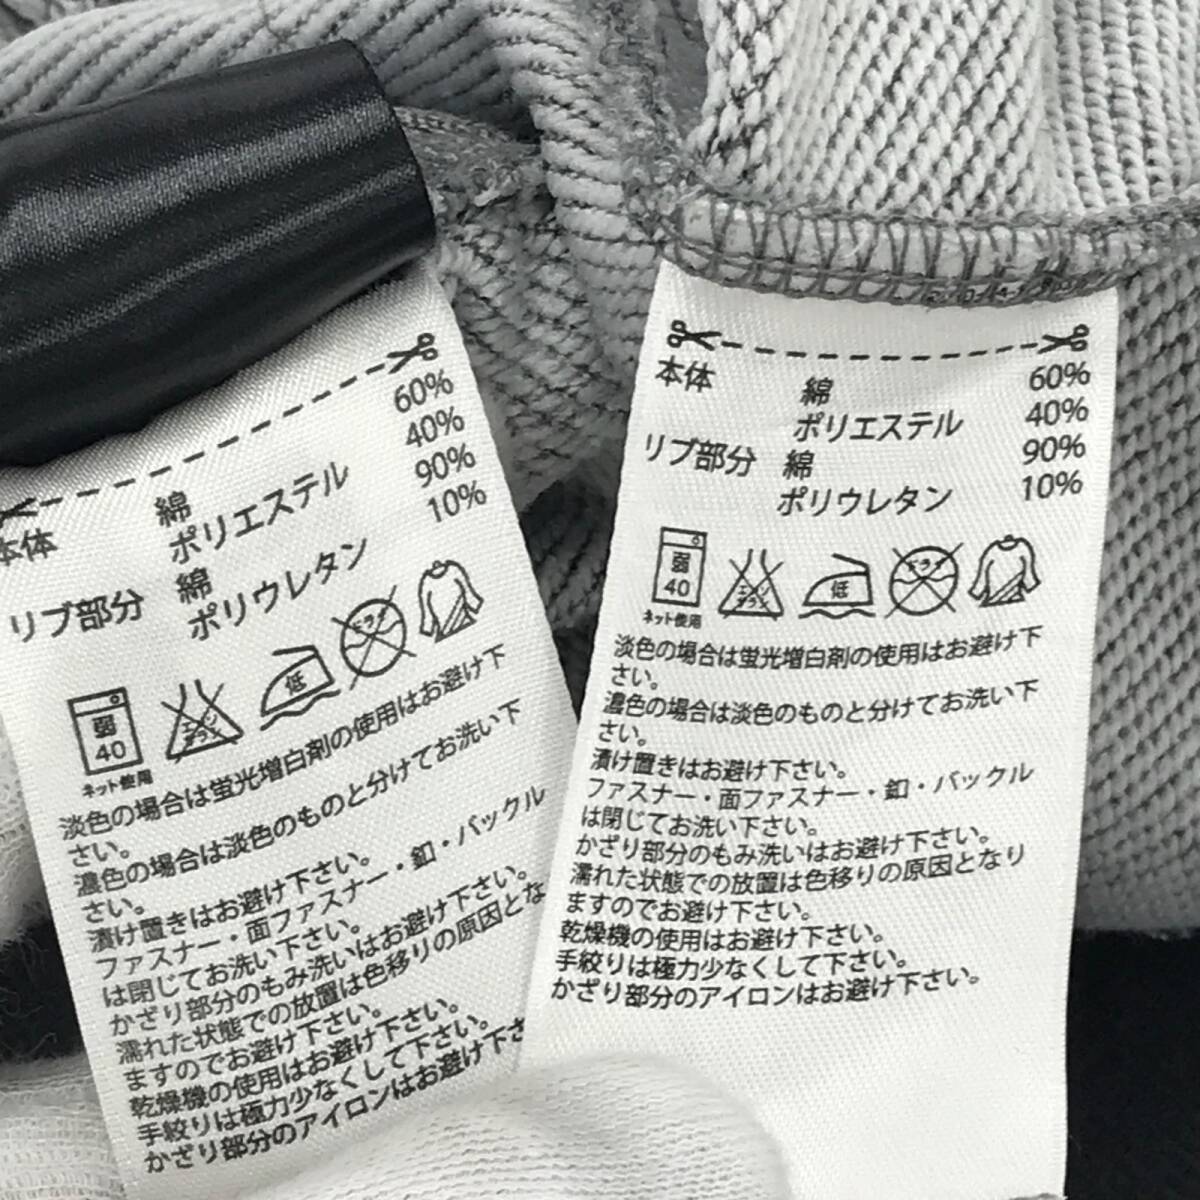 60%
40%
90%
10%
本体
綿
ポリエステル
リブ部分
綿
ポリウレタン
弱
40
ネット使用
エンソ
サラシ
低
ドライ
淡色の場合は蛍光増白剤の使用はお避け下
さい。
濃色の場合は淡色のものと分けてお洗い下
さい。
漬け置きはお避け下さい。
ファスナー・面ファスナー・釦・バックル
は閉じてお洗い下さい。
かざり部分のもみ洗いはお避け下さい。
濡れた状態での放置は色移りの原因とな
ますのでお避け下さい。
乾燥機の使用はお避け下さい。
手絞りは極力少なくして下さい。
かざり部分のアイロンはお避け下さ
本体 綿 60%
ポリエステル 40%
リブ部分 綿 90%
ポリウレタン 10%
弱
40
ネット使用
エンソ
サラシ
低
ドライ
淡色の場合は蛍光増白剤の使用はお避け下
さい。
濃色の場合は淡色のものと分けてお洗い下
さい。
漬け置きはお避け下さい。
ファスナー・面ファスナー・釦・バックル
は閉じてお洗い下さい。
かざり部分のもみ洗いはお避け下さい。
濡れた状態での放置は色移りの原因となり
ますのでお避け下さい。
乾燥機の使用はお避け下さい。
手絞りは極力少なくして下さい。
かざり部分のアイロンはお避け下さい。